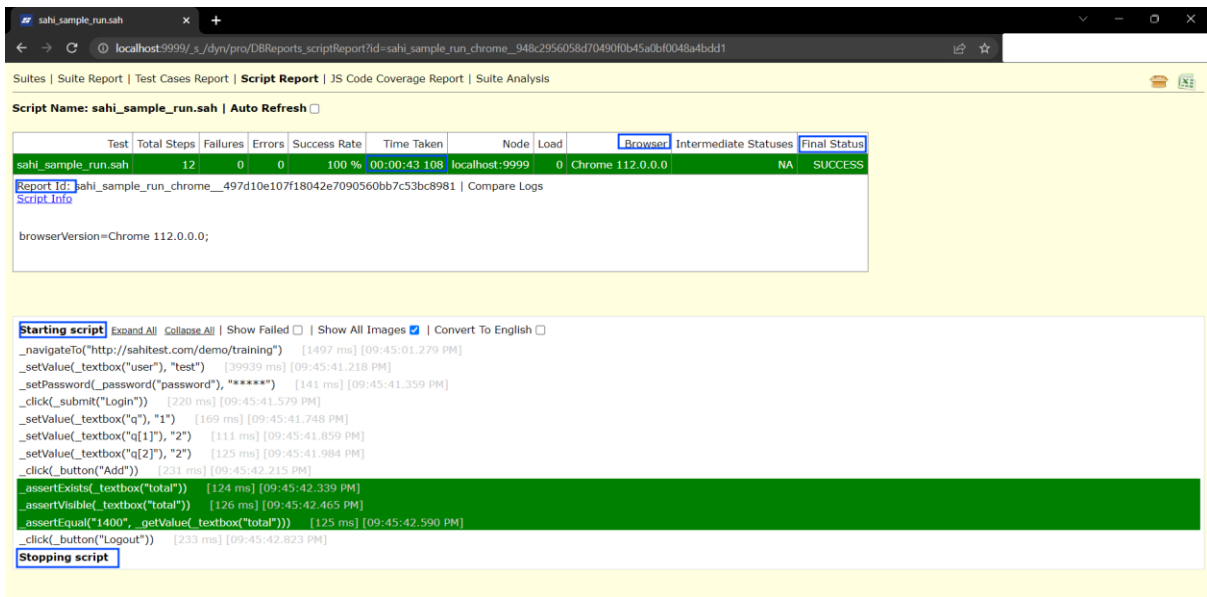 sahi_sample_run.sah
localhost:9999/_s_/dyn/pro/DBReports_scriptReport?id=sahi_sample_run_chrome__948c2956058d70490f0b45a0bf0048a4bdd1
Suites | Suite Report | Test Cases Report | Script Report | JS Code Coverage Report | Suite Analysis
Script Name: sahi_sample_run.sah | Auto Refresh
Test Total Steps Failures Errors Success Rate Time Taken Node Load Browser Intermediate Statuses Final Status
sahi_sample_run.sah 12 0 0 100 % 00:00:43 108 localhost:9999 0 Chrome 112.0.0.0 NA SUCCESS
Report Id: sahi_sample_run_chrome__497d10e107f18042e7090560bb7c53bc8981 | Compare Logs
Script Info
browserVersion=Chrome 112.0.0.0;
Starting script Expand All Collapse All | Show Failed | Show All Images | Convert To English
_navigateTo("http://sahitest.com/demo/training") [1497 ms] [09:45:01.279 PM]
_setValue(_textbox("user"), "test") [39939 ms] [09:45:41.218 PM]
_setPassword(_password("password"), "*****") [141 ms] [09:45:41.359 PM]
_click(_submit("Login")) [220 ms] [09:45:41.579 PM]
_setValue(_textbox("q"), "1") [169 ms] [09:45:41.748 PM]
_setValue(_textbox("q[1]"), "2") [111 ms] [09:45:41.859 PM]
_setValue(_textbox("q[2]"), "2") [125 ms] [09:45:41.984 PM]
_click(_button("Add")) [231 ms] [09:45:42.215 PM]
_assertExists(_textbox("total")) [124 ms] [09:45:42.339 PM]
_assertVisible(_textbox("total")) [126 ms] [09:45:42.465 PM]
_assertEqual("1400", _getValue(_textbox("total"))) [125 ms] [09:45:42.590 PM]
_click(_button("Logout")) [233 ms] [09:45:42.823 PM]
Stopping script